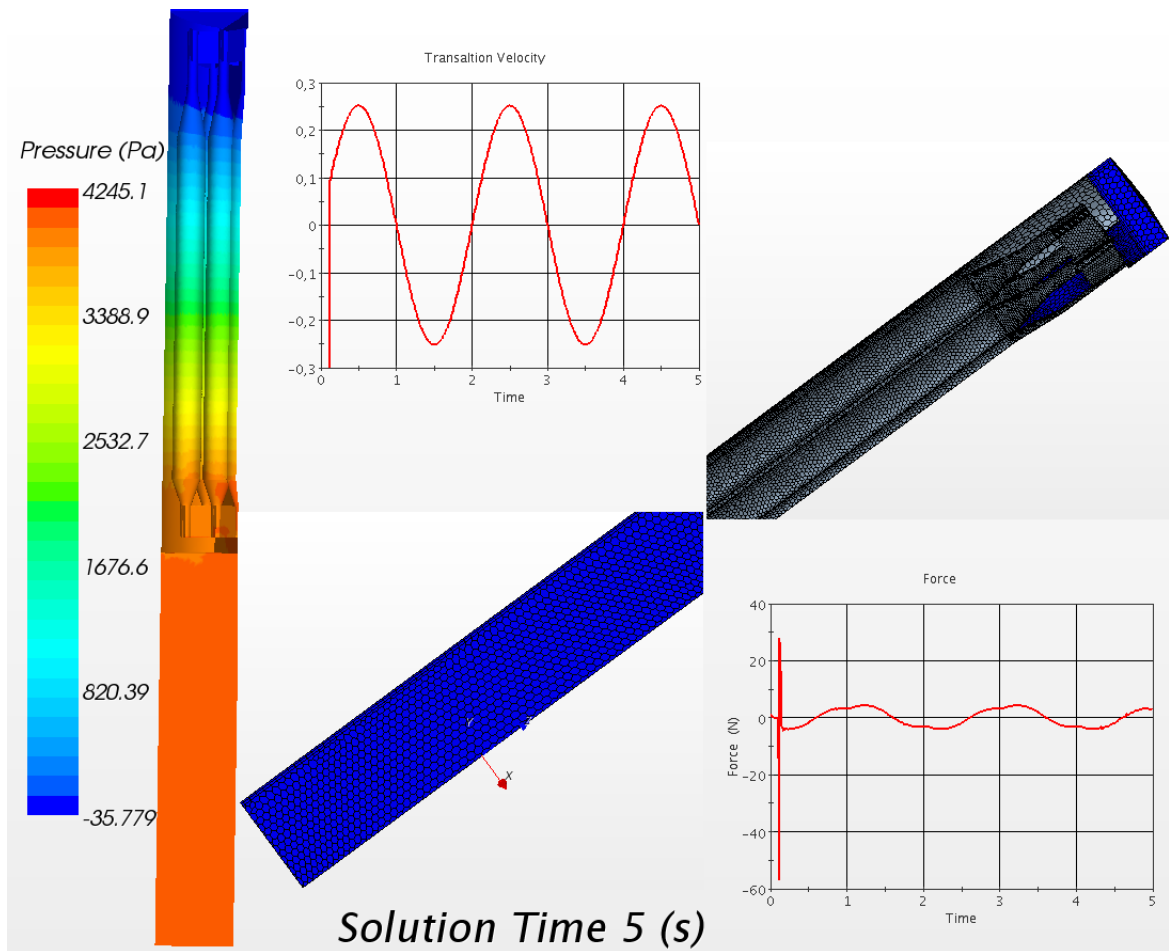 Pressure (Pa)
4245.1
3388.9
2532.7
1676.6
820.39
-35.779
Transaltion Velocity
0,3
0,2
0,1
0
-0,1
-0,2
-0,3
0 1 2 3 4 5
Time
Y
Z
X
Force
Force (N)
40
20
0
-20
-40
-60
0 1 2 3 4 5
Time
Solution Time 5 (s)